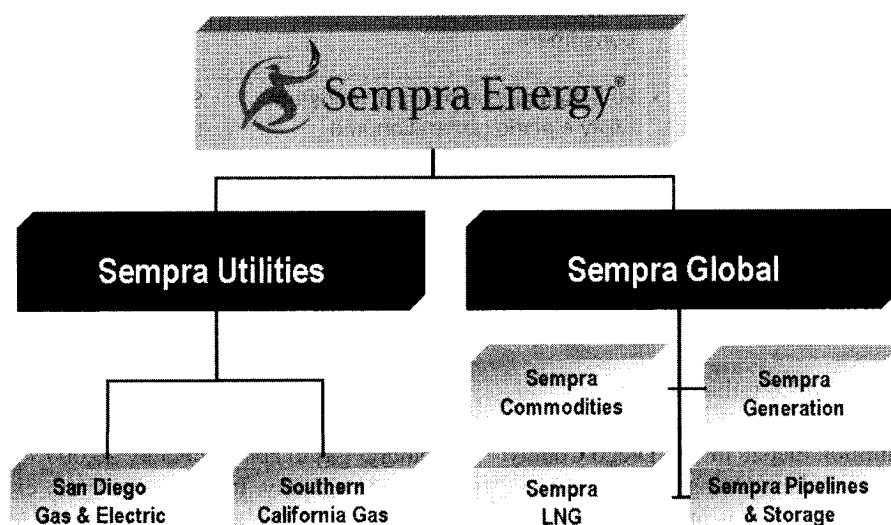 Sempra Energy®
Sempra Utilities
Sempra Global
Sempra
Commodities
Sempra
Generation
San Diego
Gas & Electric
Southern
California Gas
Sempra
LNG
Sempra Pipelines
& Storage